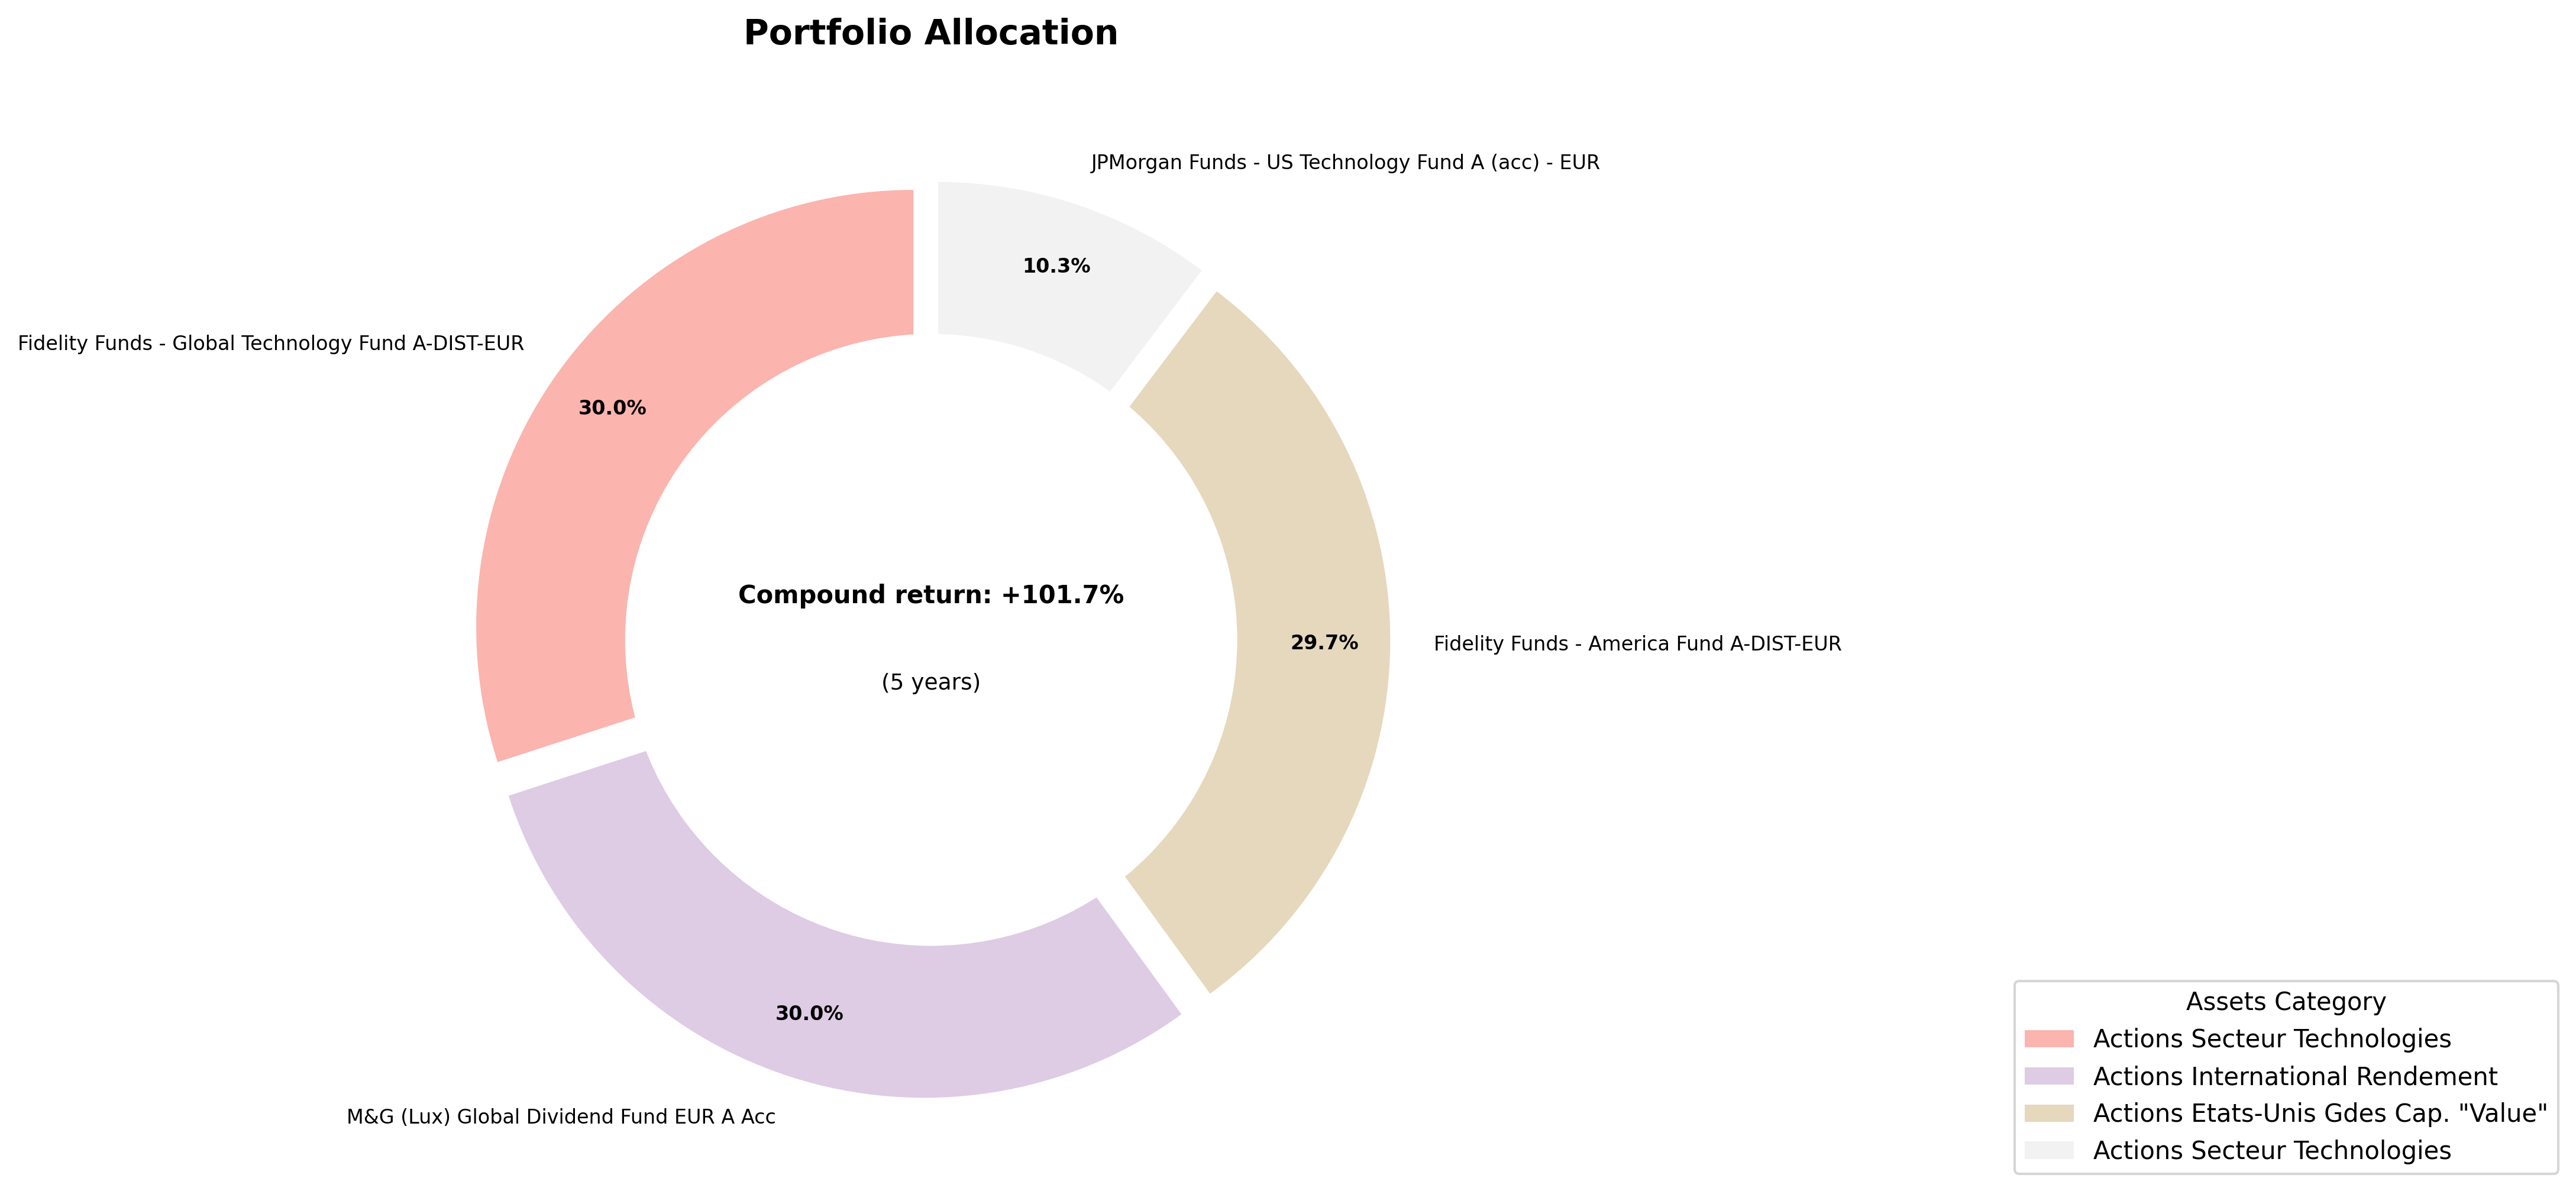 Portfolio Allocation
JPMorgan Funds - US Technology Fund A (acc) - EUR
10.3%
Fidelity Funds - Global Technology Fund A-DIST-EUR
30.0%
Compound return: +101.7%
(5 years)
29.7%
Fidelity Funds - America Fund A-DIST-EUR
30.0%
M&G (Lux) Global Dividend Fund EUR A Acc
Assets Category
Actions Secteur Technologies
Actions International Rendement
Actions Etats-Unis Gdes Cap. "Value"
Actions Secteur Technologies